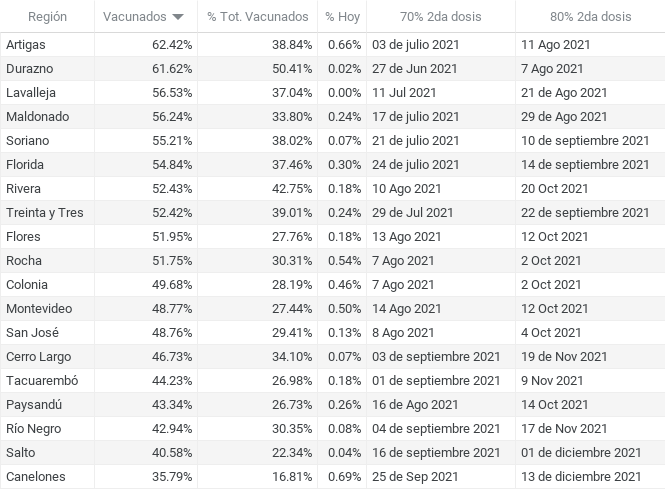 Región Vacunados % Tot. Vacunados % Hoy 70% 2da dosis 80% 2da dosis
Artigas 62.42% 38.84% 0.66% 03 de julio 2021 11 Ago 2021
Durazno 61.62% 50.41% 0.02% 27 de Jun 2021 7 Ago 2021
Lavalleja 56.53% 37.04% 0.00% 11 Jul 2021 21 de Ago 2021
Maldonado 56.24% 33.80% 0.24% 17 de julio 2021 29 de Ago 2021
Soriano 55.21% 38.02% 0.07% 21 de julio 2021 10 de septiembre 2021
Florida 54.84% 37.46% 0.30% 24 de julio 2021 14 de septiembre 2021
Rivera 52.43% 42.75% 0.18% 10 Ago 2021 20 Oct 2021
Treinta y Tres 52.42% 39.01% 0.24% 29 de Jul 2021 22 de septiembre 2021
Flores 51.95% 27.76% 0.18% 13 Ago 2021 12 Oct 2021
Rocha 51.75% 30.31% 0.54% 7 Ago 2021 2 Oct 2021
Colonia 49.68% 28.19% 0.46% 7 Ago 2021 2 Oct 2021
Montevideo 48.77% 27.44% 0.50% 14 Ago 2021 12 Oct 2021
San José 48.76% 29.41% 0.13% 8 Ago 2021 4 Oct 2021
Cerro Largo 46.73% 34.10% 0.07% 03 de septiembre 2021 19 de Nov 2021
Tacuarembó 44.23% 26.98% 0.18% 01 de septiembre 2021 9 Nov 2021
Paysandú 43.34% 26.73% 0.26% 16 de Ago 2021 14 Oct 2021
Río Negro 42.94% 30.35% 0.08% 04 de septiembre 2021 17 de Nov 2021
Salto 40.58% 22.34% 0.04% 16 de septiembre 2021 01 de diciembre 2021
Canelones 35.79% 16.81% 0.69% 25 de Sep 2021 13 de diciembre 2021